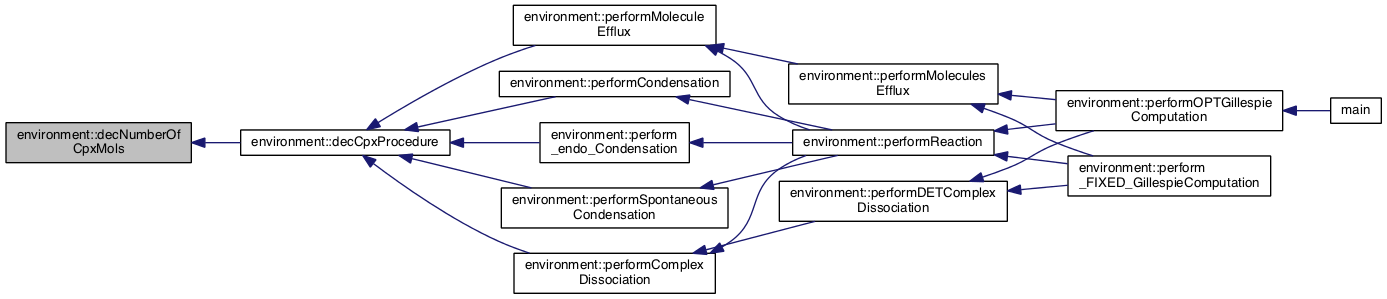 environment::decNumberOf
CpxMols
environment::decCpxProcedure
environment::performMolecule
Efflux
environment::performCondensation
environment::perform
_endo_Condensation
environment::performSpontaneous
Condensation
environment::performComplex
Dissociation
environment::performMolecules
Efflux
environment::performReaction
environment::performDETComplex
Dissociation
environment::performOPTGillespie
Computation
environment::perform
_FIXED_GillespieComputation
main